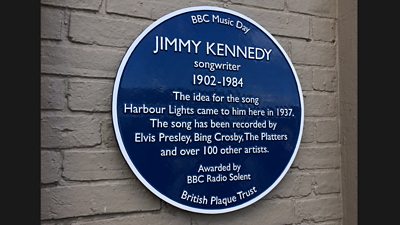 BBC Music Day
JIMMY KENNEDY
songwriter
1902-1984
The idea for the song
Harbour Lights came to him here in 1937.
The song has been recorded by
Elvis Presley, Bing Crosby, The Platters
and over 100 other artists.
Awarded by
BBC Radio Solent
British Plaque Trust